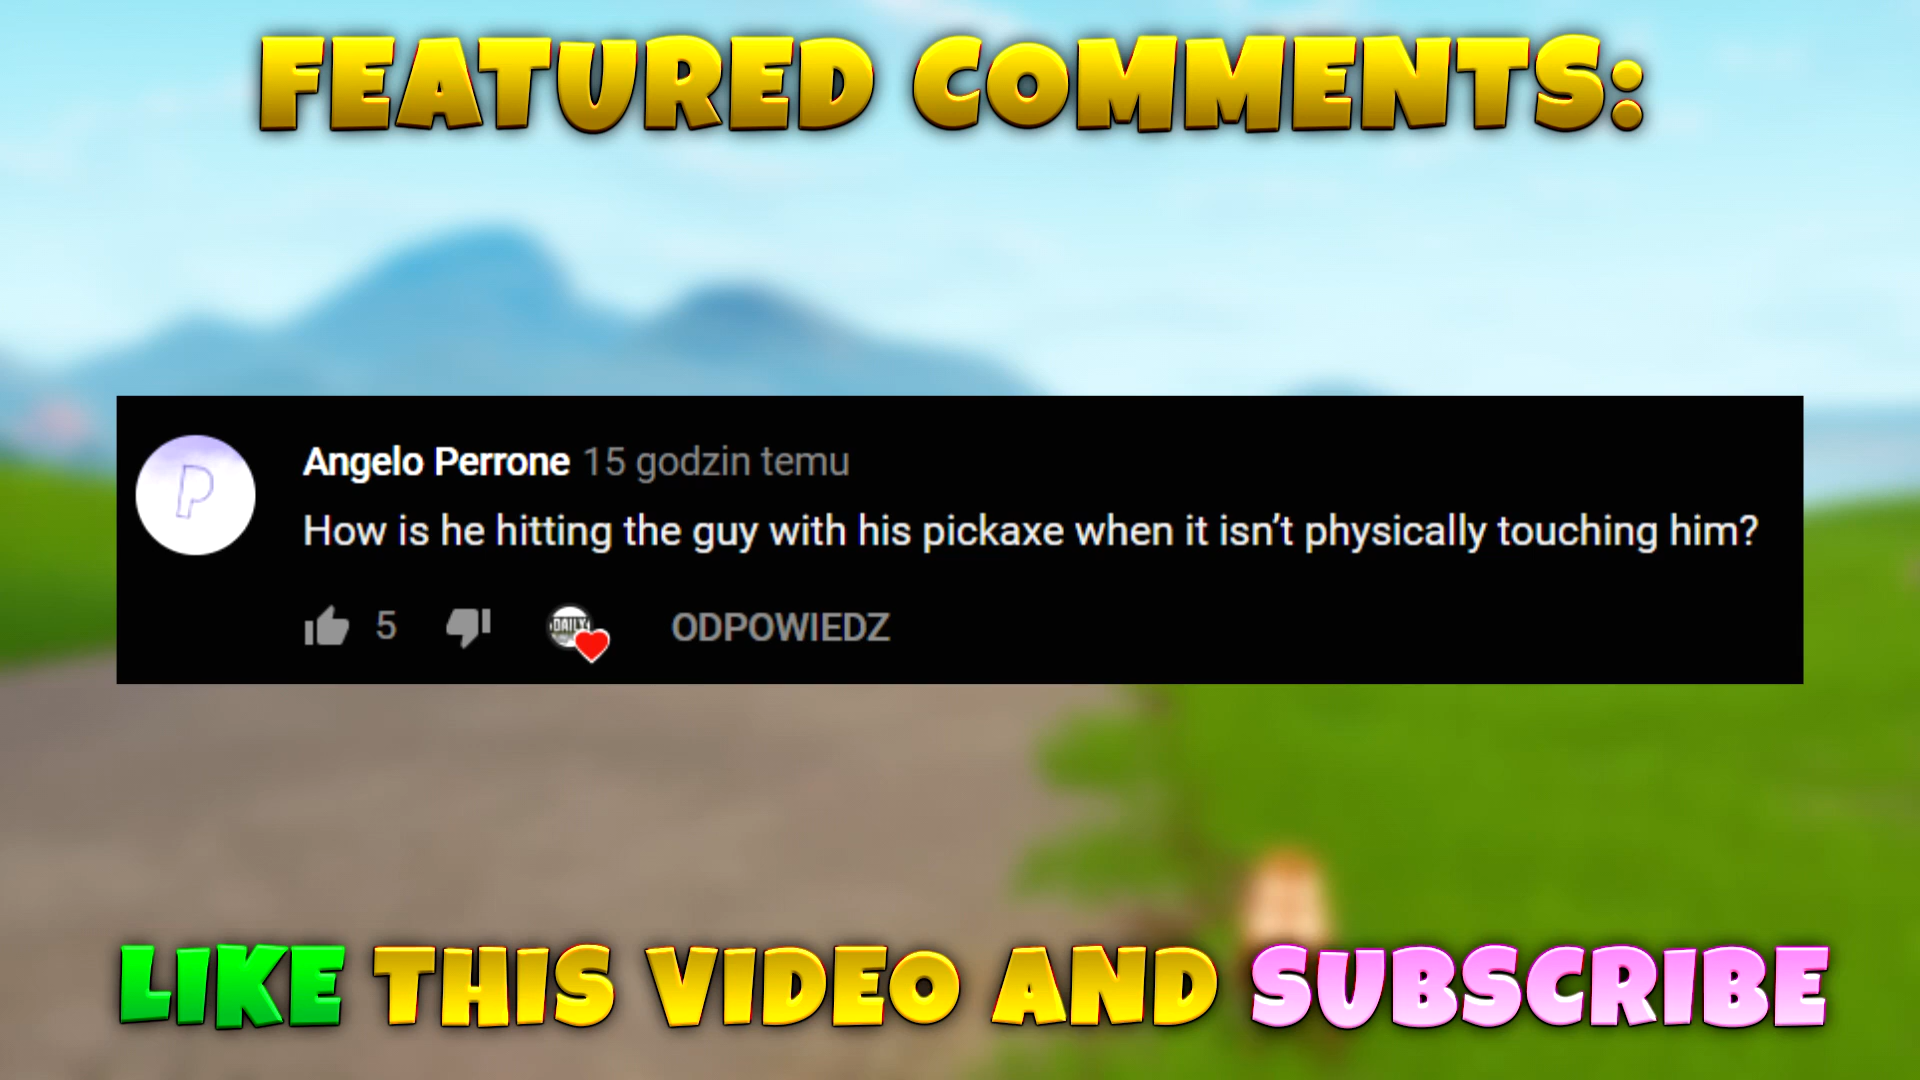 FEATURED COMMENTS:
P
Angelo Perrone 15 godzin temu
How is he hitting the guy with his pickaxe when it isn’t physically touching him?
5 DAILY ODPOWIEDZ
LIKE THIS VIDEO AND SUBSCRIBE